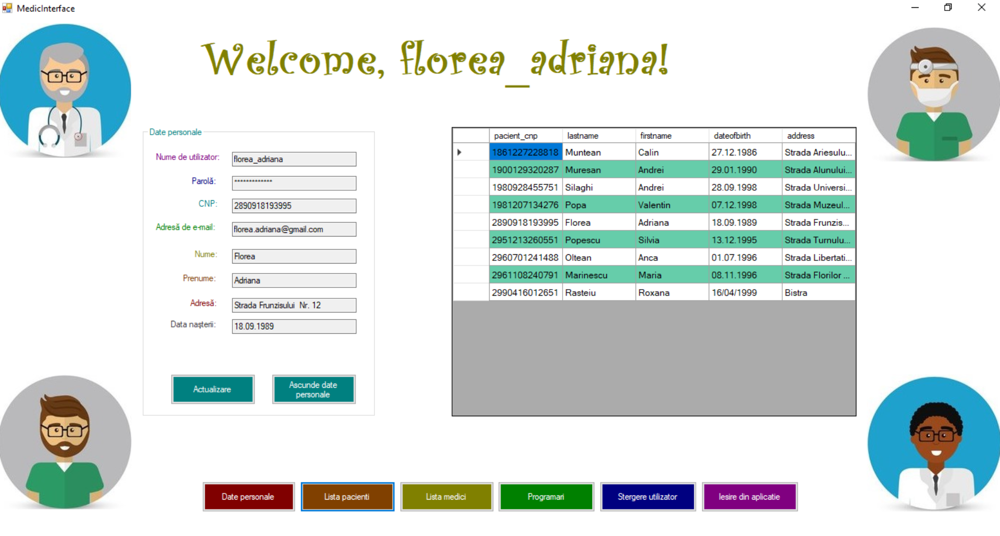 MedicInterface
Welcome, florea_adriana!
Date personale
Nume de utilizator: florea_adriana
Parolă: *************
CNP: 2890918193995
Adresă de e-mail: florea.adriana@gmail.com
Nume: Florea
Prenume: Adriana
Adresă: Strada Frunzisului Nr. 12
Data nașterii: 18.09.1989
Actualizare
Ascunde date
personale
pacient_cnp lastname firstname dateofbirth address
1861227228818 Muntean Calin 27.12.1986 Strada Ariesulu...
1900129320287 Muresan Andrei 29.01.1990 Strada Alunului...
1980928455751 Silaghi Andrei 28.09.1998 Strada Universi...
1981207134276 Popa Valentin 07.12.1998 Strada Muzeul...
2890918193995 Florea Adriana 18.09.1989 Strada Frunzis...
2951213260551 Popescu Silvia 13.12.1995 Strada Turnulu...
2960701241488 Oltean Anca 01.07.1996 Strada Libertati...
2961108240791 Marinescu Maria 08.11.1996 Strada Florilor ...
2990416012651 Rasteiu Roxana 16/04/1999 Bistra
Date personale
Lista pacienti
Lista medici
Programari
Stergere utilizator
Iesire din aplicatie